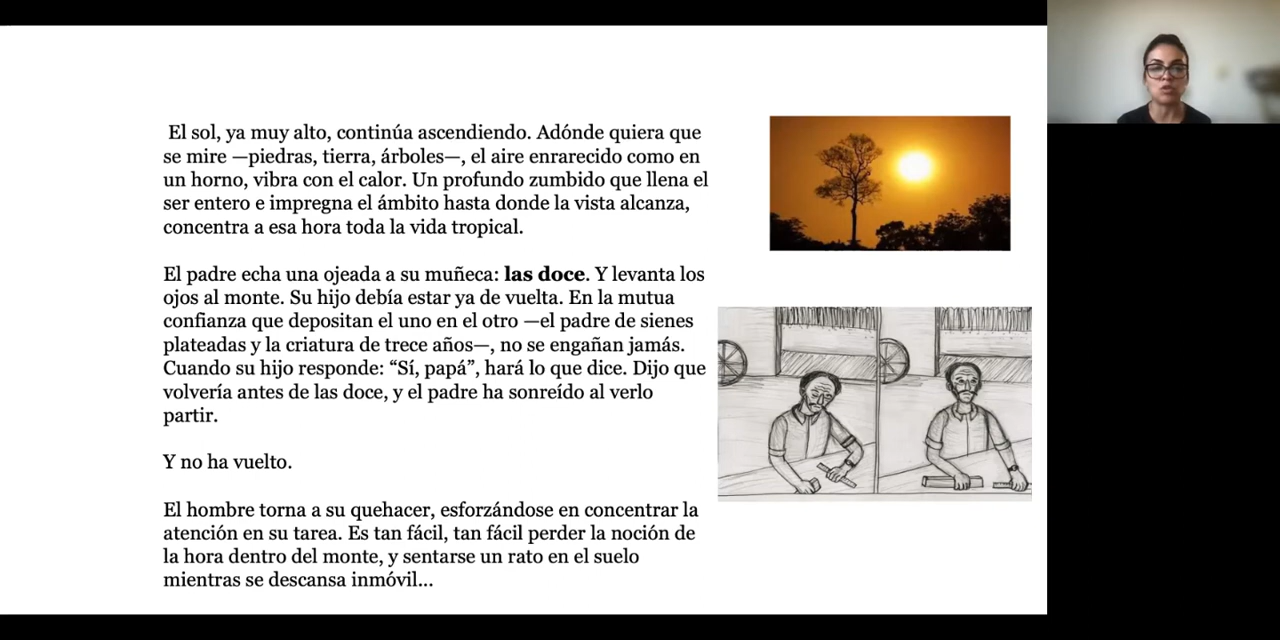 El sol, ya muy alto, continúa ascendiendo. Adónde quiera que
se mire —piedras, tierra, árboles—, el aire enrarecido como en
un horno, vibra con el calor. Un profundo zumbido que llena el
ser entero e impregna el ámbito hasta donde la vista alcanza,
concentra a esa hora toda la vida tropical.
El padre echa una ojeada a su muñeca: las doce. Y levanta los
ojos al monte. Su hijo debía estar ya de vuelta. En la mutua
confianza que depositan el uno en el otro —el padre de sienes
plateadas y la criatura de trece años—, no se engañan jamás.
Cuando su hijo responde: “Sí, papá”, hará lo que dice. Dijo que
volvería antes de las doce, y el padre ha sonreído al verlo
partir.
Y no ha vuelto.
El hombre torna a su quehacer, esforzándose en concentrar la
atención en su tarea. Es tan fácil, tan fácil perder la noción de
la hora dentro del monte, y sentarse un rato en el suelo
mientras se descansa inmóvil...